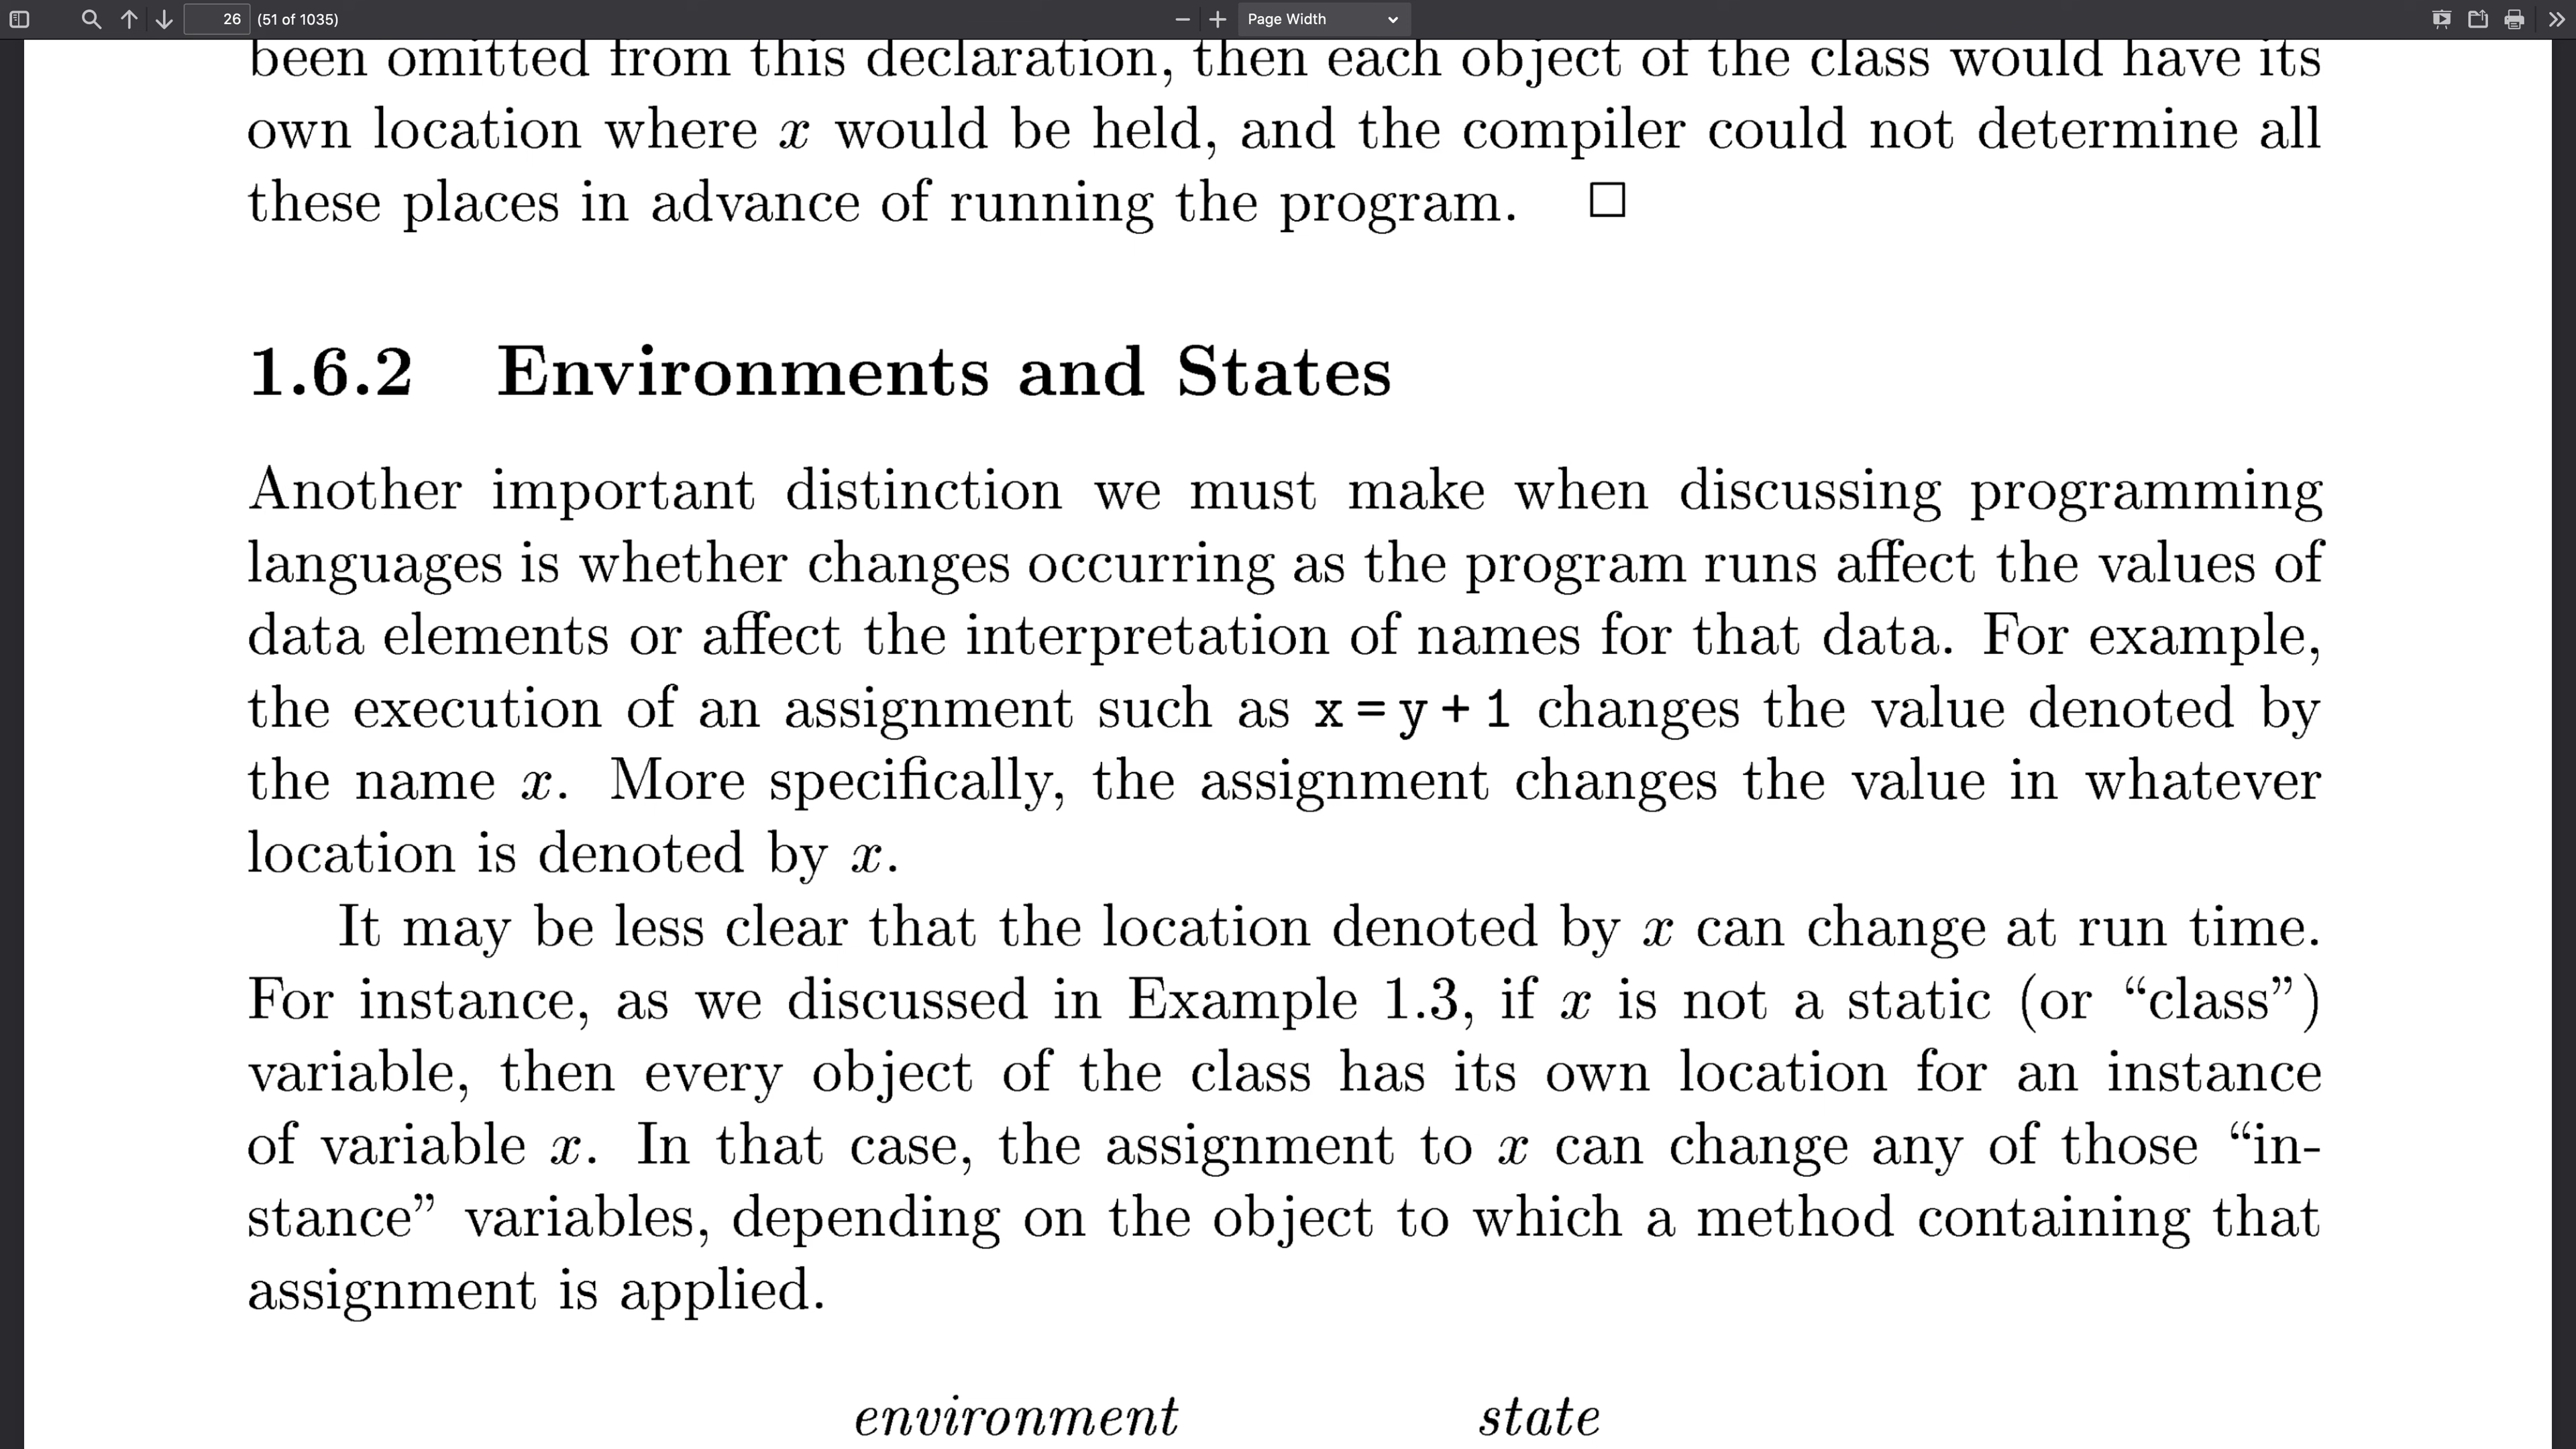 26 (51 of 1035) Page Width
been omitted from this declaration, then each object of the class would have its
own location where x would be held, and the compiler could not determine all
these places in advance of running the program. □
1.6.2 Environments and States
Another important distinction we must make when discussing programming
languages is whether changes occurring as the program runs affect the values of
data elements or affect the interpretation of names for that data. For example,
the execution of an assignment such as x = y + 1 changes the value denoted by
the name x. More specifically, the assignment changes the value in whatever
location is denoted by x.
It may be less clear that the location denoted by x can change at run time.
For instance, as we discussed in Example 1.3, if x is not a static (or “class”)
variable, then every object of the class has its own location for an instance
of variable x. In that case, the assignment to x can change any of those “in-
stance” variables, depending on the object to which a method containing that
assignment is applied.
environment state